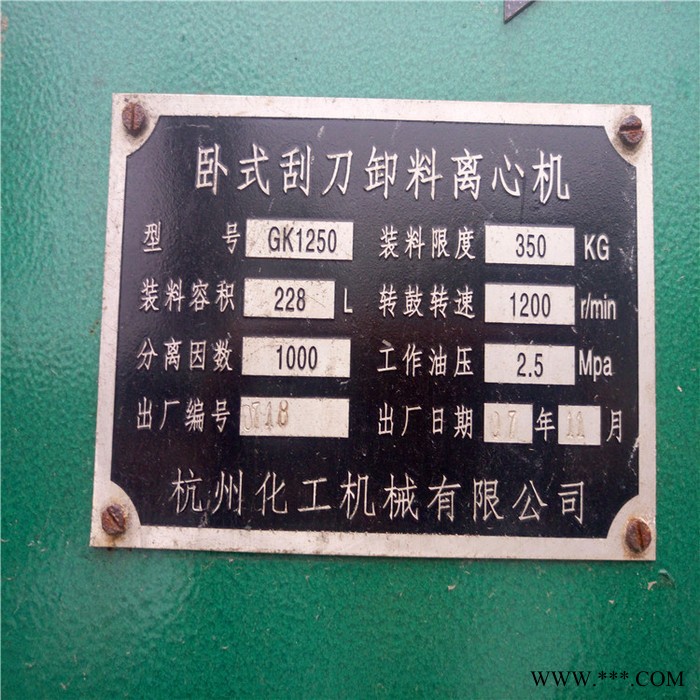 卧式刮刀卸料离心机
型号 GK1250 装料限度 350 KG
装料容积 228 L 转鼓转速 1200 r/min
分离因数 1000 工作油压 2.5 Mpa
出厂编号 0718 出厂日期 07 年 11 月
杭州化工机械有限公司
www.***.COM